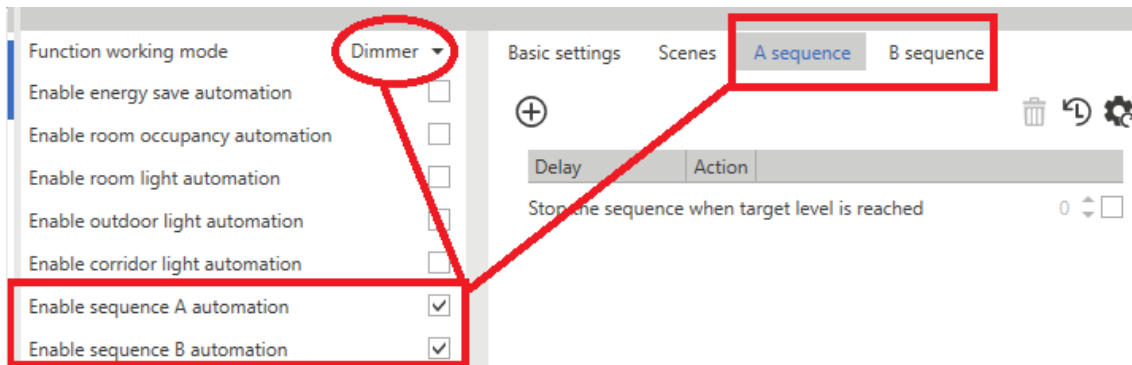 Function working mode
Dimmer
Enable energy save automation
Enable room occupancy automation
Enable room light automation
Enable outdoor light automation
Enable corridor light automation
Enable sequence A automation
Enable sequence B automation
Basic settings Scenes A sequence B sequence
Delay Action
Stop the sequence when target level is reached 0